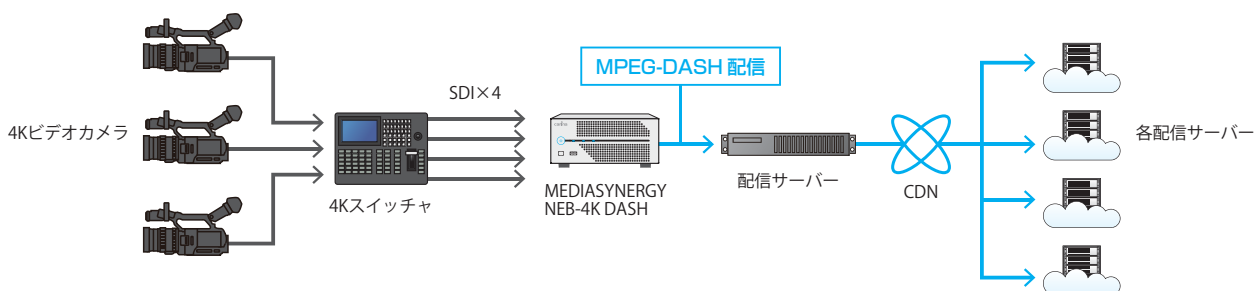 4Kビデオカメラ
4Kスイッチャ
SDI×4
MEDIASYNERGY
NEB-4K DASH
MPEG-DASH 配信
配信サーバー
CDN
各配信サーバー